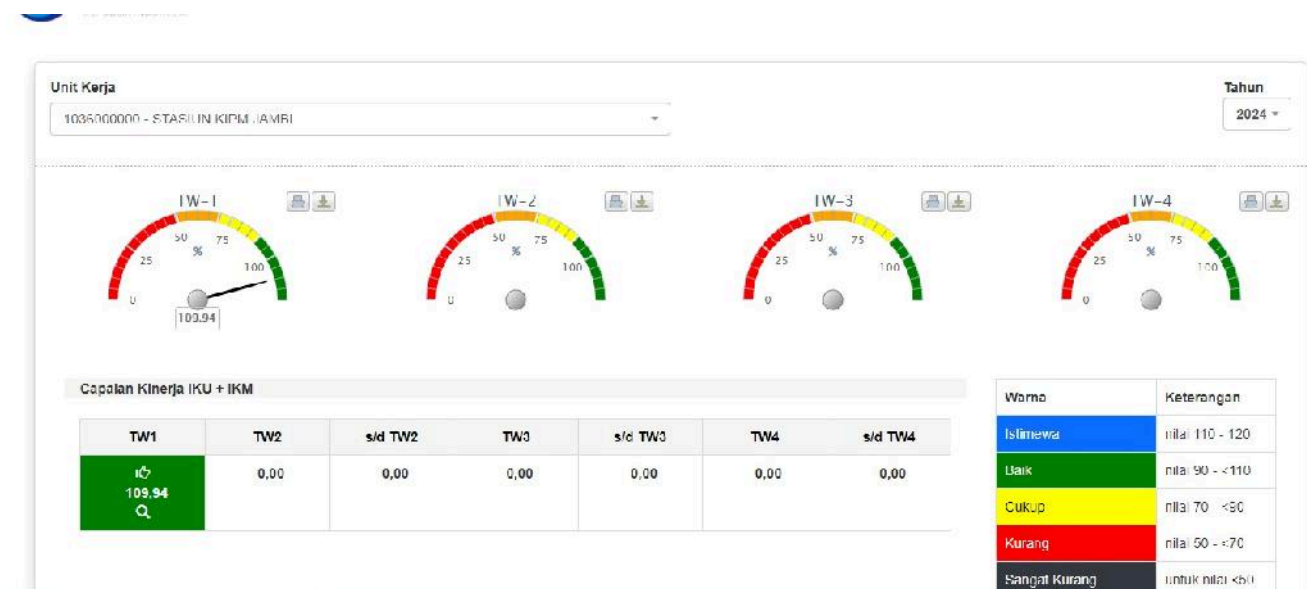 Unit Kerja
Tahun
1036000000 - STASIUN KIPM JAMBI
2024
TW-1
TW-2
TW-3
TW-4
0 25 50 75 100
%
109.94
0 25 50 75 100
%
0 25 50 75 100
%
0 25 50 75 100
%
Capaian Kinerja IKU + IKM
TW1 TW2 s/d TW2 TW3 s/d TW3 TW4 s/d TW4
109,94 0,00 0,00 0,00 0,00 0,00 0,00
Warna Keterangan
Istimewa nilai 110 - 120
Baik nilai 90 - <110
Cukup nilai 70 - <90
Kurang nilai 50 - <70
Sangat Kurang untuk nilai <50